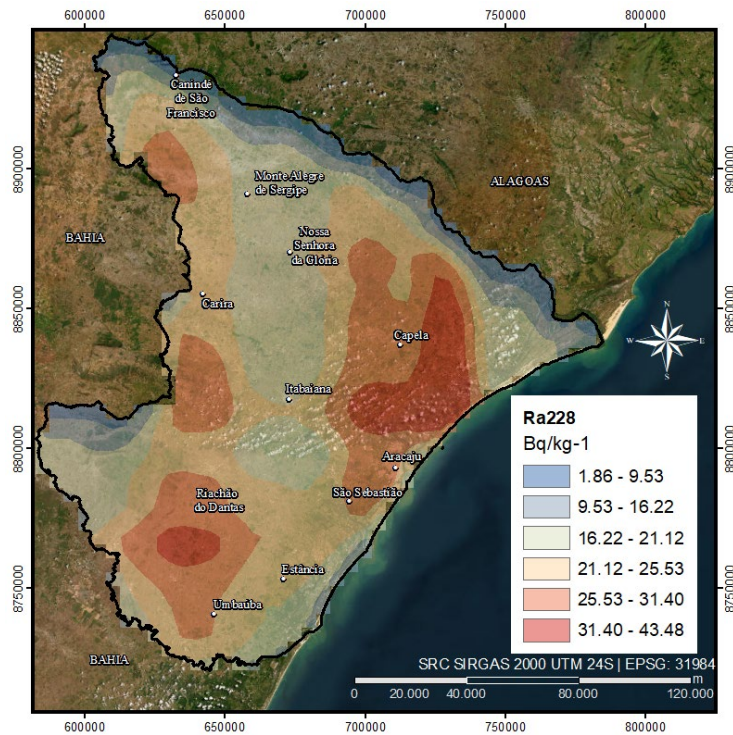 600000 650000 700000 750000 800000
Canindé
de São
Francisco
8900000
8900000
Monte Alegre
de Sergipe
ALAGOAS
BAHIA
Nossa
Senhora
da Glória
Carira
8850000
8850000
N
W E
S
Capela
Itabaiana
Ra228
Bq/kg-1
1.86 - 9.53
9.53 - 16.22
16.22 - 21.12
21.12 - 25.53
25.53 - 31.40
31.40 - 43.48
8800000
8800000
Aracaju
São Sebastião
Riachão
do Dantas
Estância
8750000
8750000
Umbaúba
BAHIA
SRC SIRGAS 2000 UTM 24S | EPSG: 31984
m
0 20.000 40.000 80.000 120.000
600000 650000 700000 750000 800000